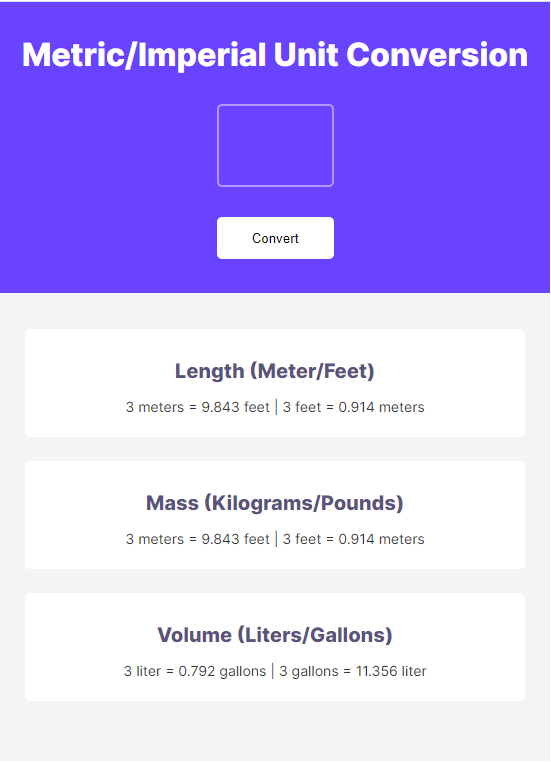 Metric/Imperial Unit Conversion
Convert
Length (Meter/Feet)
3 meters = 9.843 feet | 3 feet = 0.914 meters
Mass (Kilograms/Pounds)
3 meters = 9.843 feet | 3 feet = 0.914 meters
Volume (Liters/Gallons)
3 liter = 0.792 gallons | 3 gallons = 11.356 liter